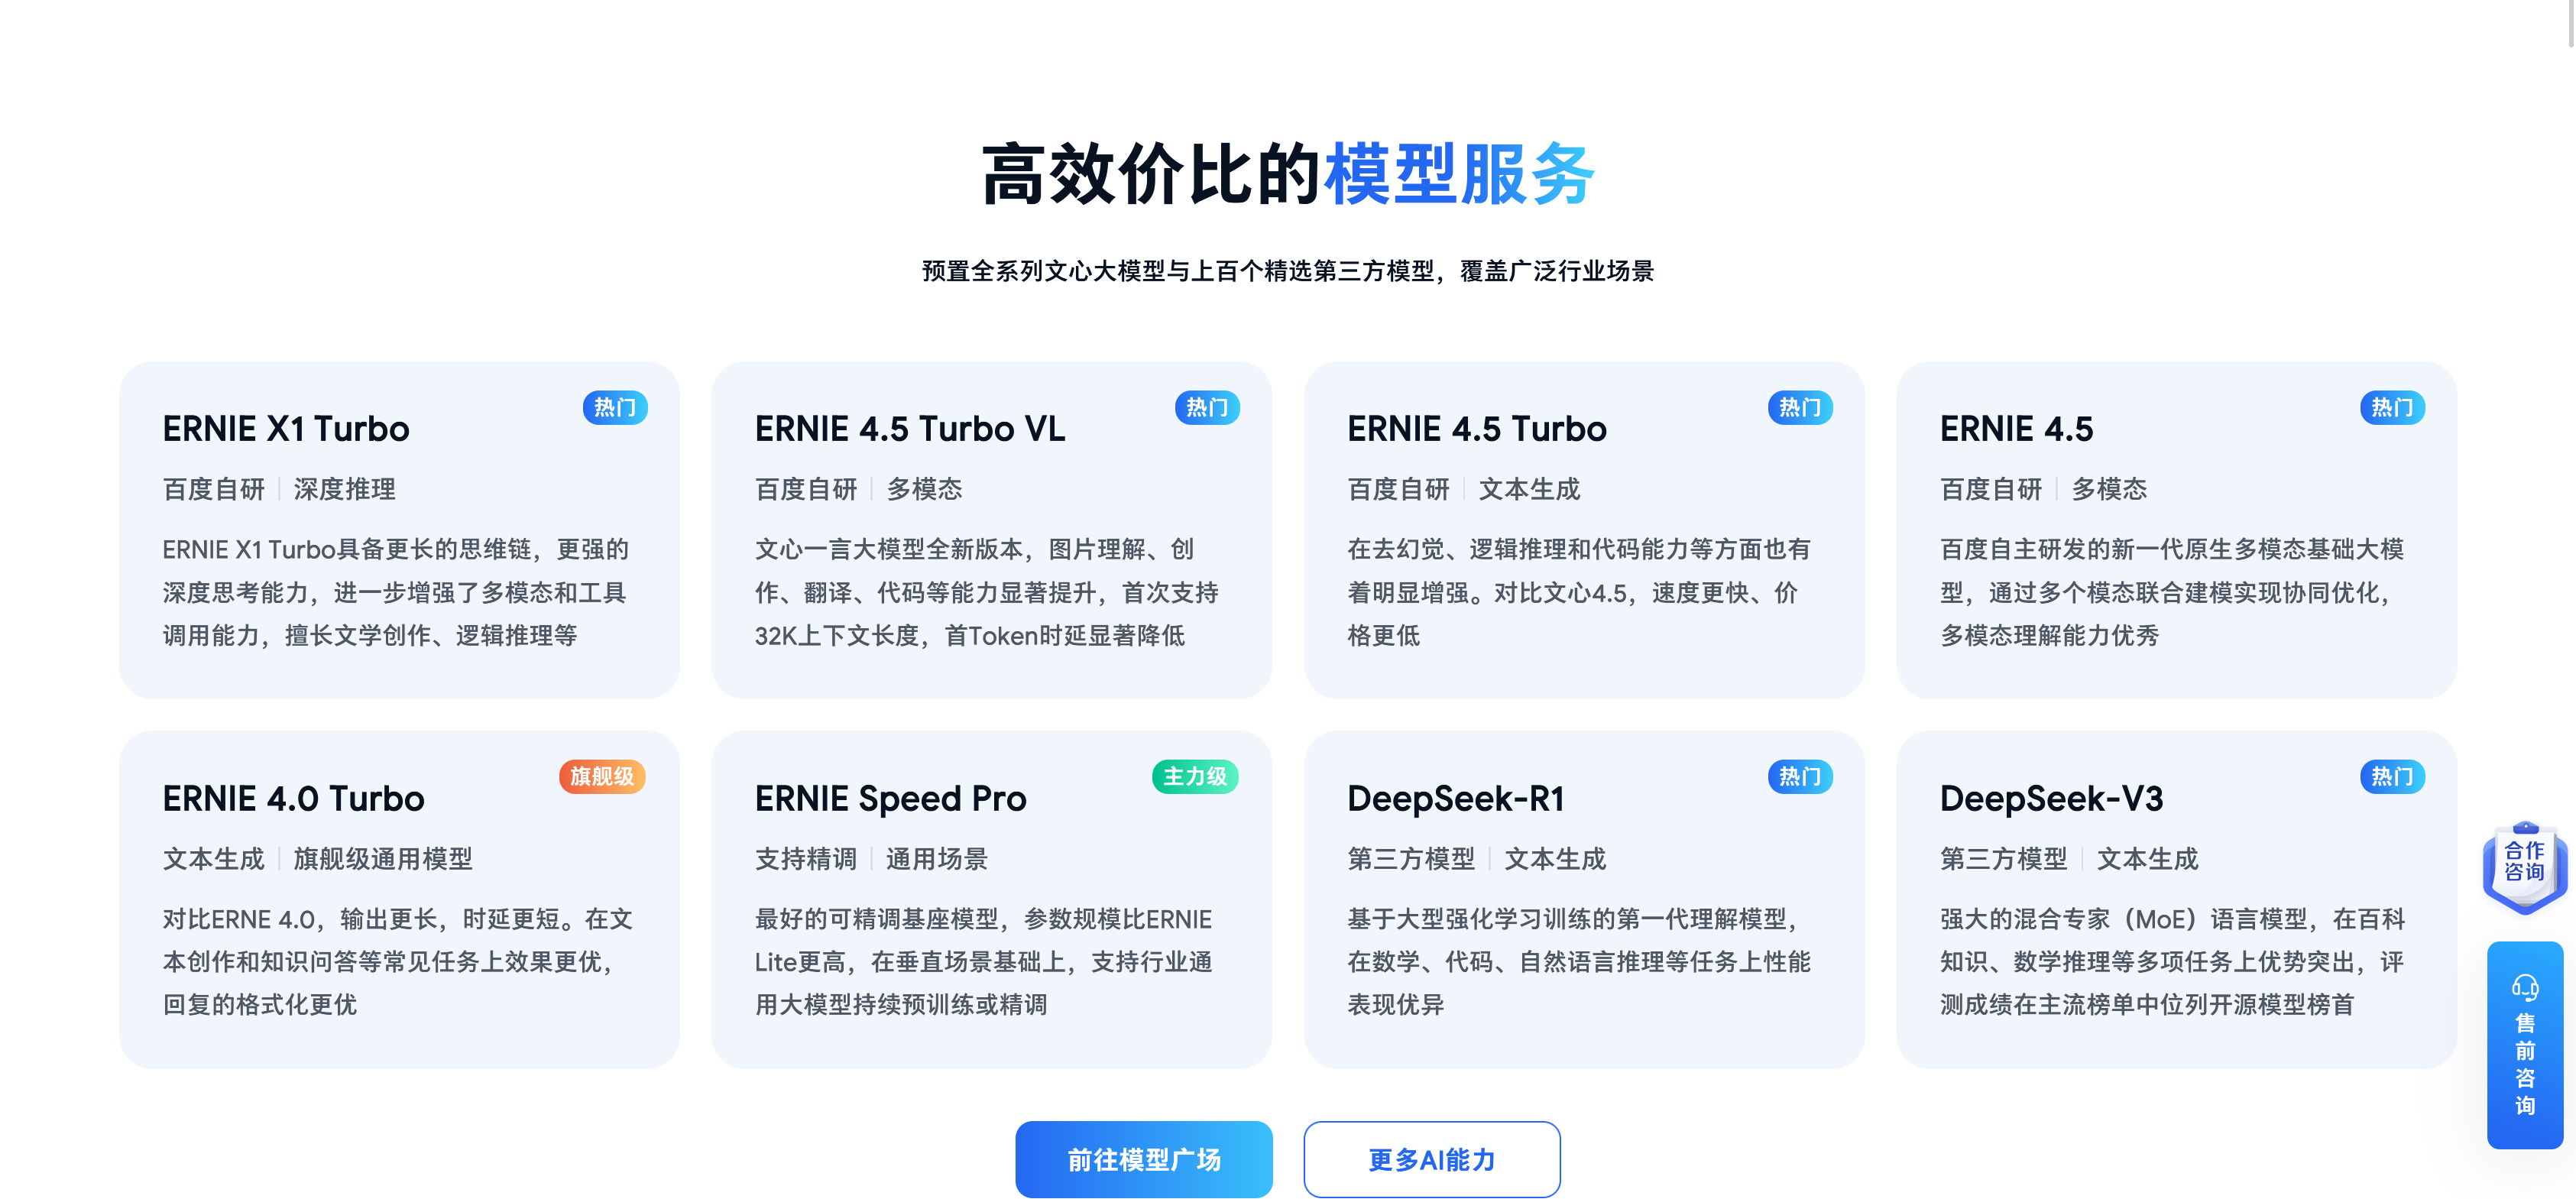 高效价比的模型服务
预置全系列文心大模型与上百个精选第三方模型，覆盖广泛行业场景
热门
ERNIE X1 Turbo
百度自研 | 深度推理
ERNIE X1 Turbo具备更长的思维链，更强的
深度思考能力，进一步增强了多模态和工具
调用能力，擅长文学创作、逻辑推理等
热门
ERNIE 4.5 Turbo VL
百度自研 | 多模态
文心一言大模型全新版本，图片理解、创
作、翻译、代码等能力显著提升，首次支持
32K上下文长度，首Token时延显著降低
热门
ERNIE 4.5 Turbo
百度自研 | 文本生成
在去幻觉、逻辑推理和代码能力等方面也有
着明显增强。对比文心4.5，速度更快、价
格更低
热门
ERNIE 4.5
百度自研 | 多模态
百度自主研发的新一代原生多模态基础大模
型，通过多个模态联合建模实现协同优化，
多模态理解能力优秀
旗舰级
ERNIE 4.0 Turbo
文本生成 | 旗舰级通用模型
对比ERNE 4.0，输出更长，时延更短。在文
本创作和知识问答等常见任务上效果更优，
回复的格式化更优
主力级
ERNIE Speed Pro
支持精调 | 通用场景
最好的可精调基座模型，参数规模比ERNIE
Lite更高，在垂直场景基础上，支持行业通
用大模型持续预训练或精调
热门
DeepSeek-R1
第三方模型 | 文本生成
基于大型强化学习训练的第一代理解模型，
在数学、代码、自然语言推理等任务上性能
表现优异
热门
DeepSeek-V3
第三方模型 | 文本生成
强大的混合专家（MoE）语言模型，在百科
知识、数学推理等多项任务上优势突出，评
测成绩在主流榜单中位列开源模型榜首
合作
咨询
售
前
咨
询
前往模型广场
更多AI能力